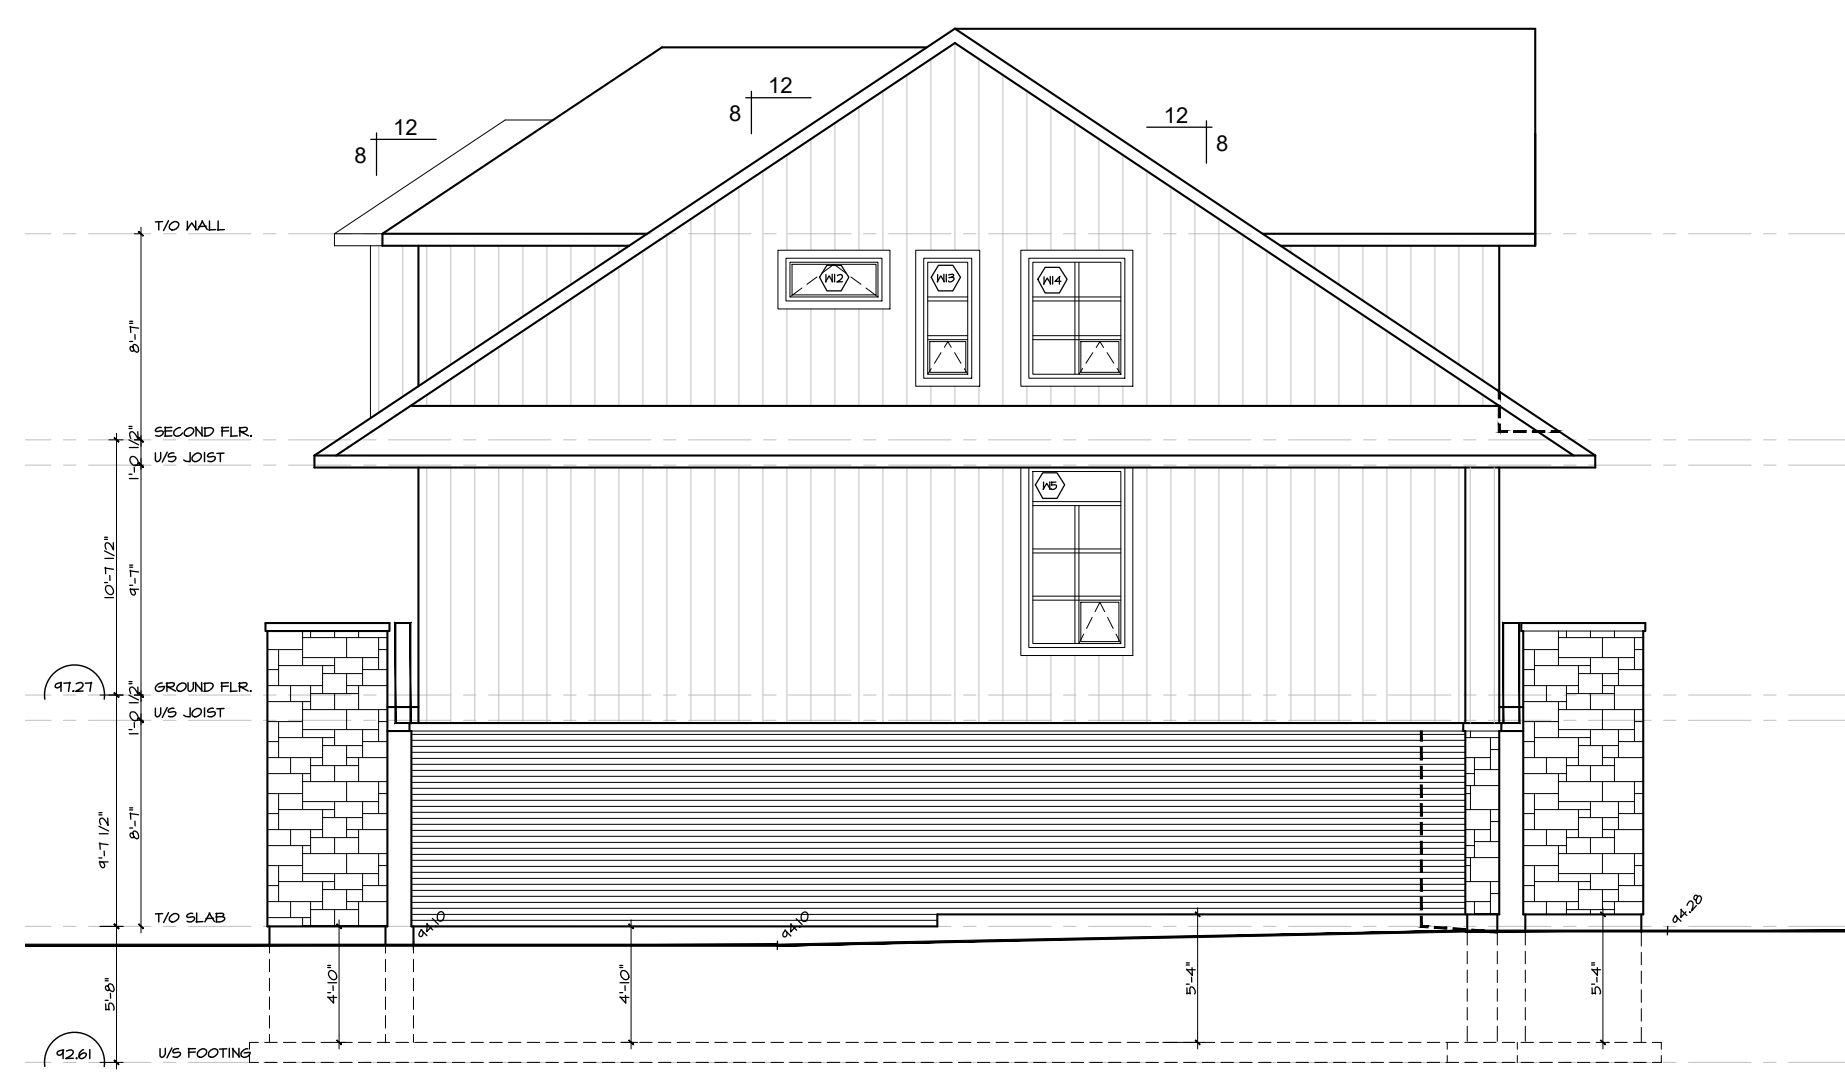 12
8
12
8
12
8
T/O WALL
W12
W13
W14
8'-7"
SECOND FLR.
1'-0 1/2"
U/S JOIST
W5
10'-7 1/2"
9'-7"
97.27
GROUND FLR.
1'-0 1/2"
U/S JOIST
9'-7 1/2"
8'-7"
T/O SLAB
94.10
94.10
94.28
5'-8"
4'-10"
4'-10"
5'-4"
5'-4"
92.61
U/S FOOTING